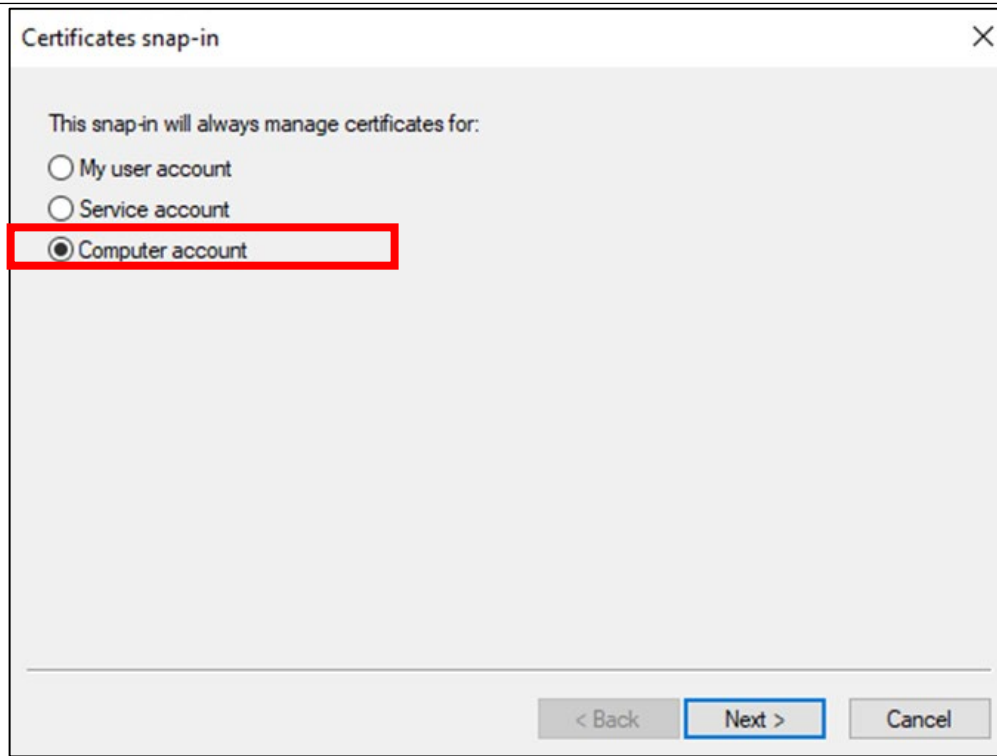 Certificates snap-in
This snap-in will always manage certificates for:
My user account
Service account
Computer account
< Back Next > Cancel